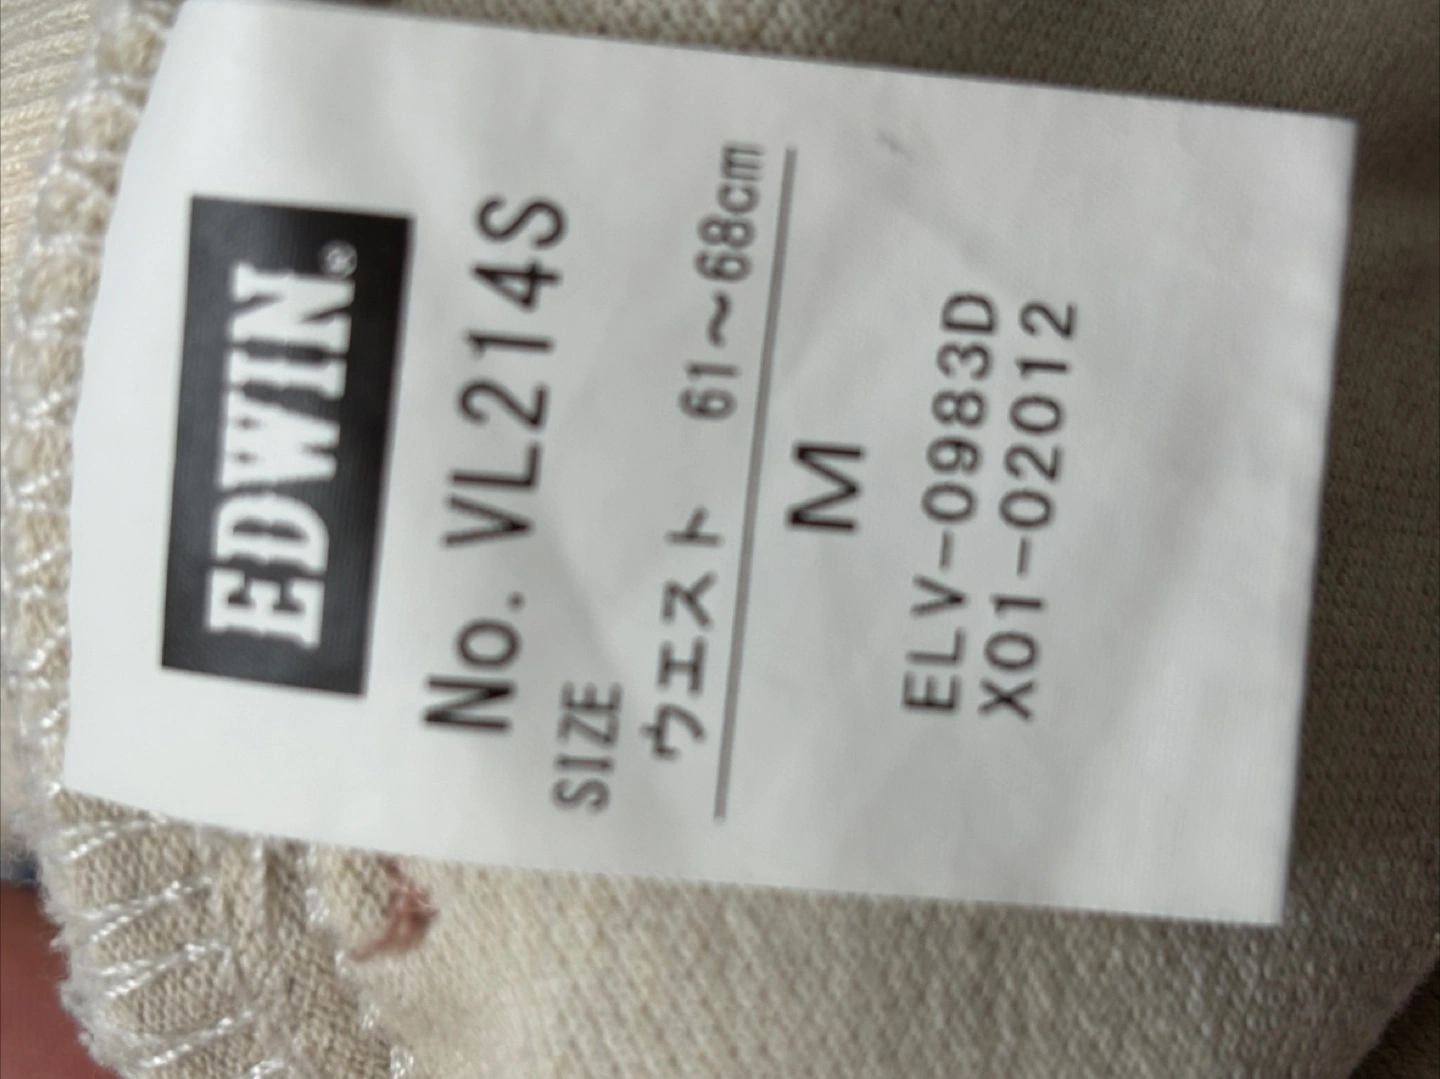 EDWIN®
No. VL214S
SIZE
ウエスト 61〜68cm
M
ELV-0983D
X01-02012